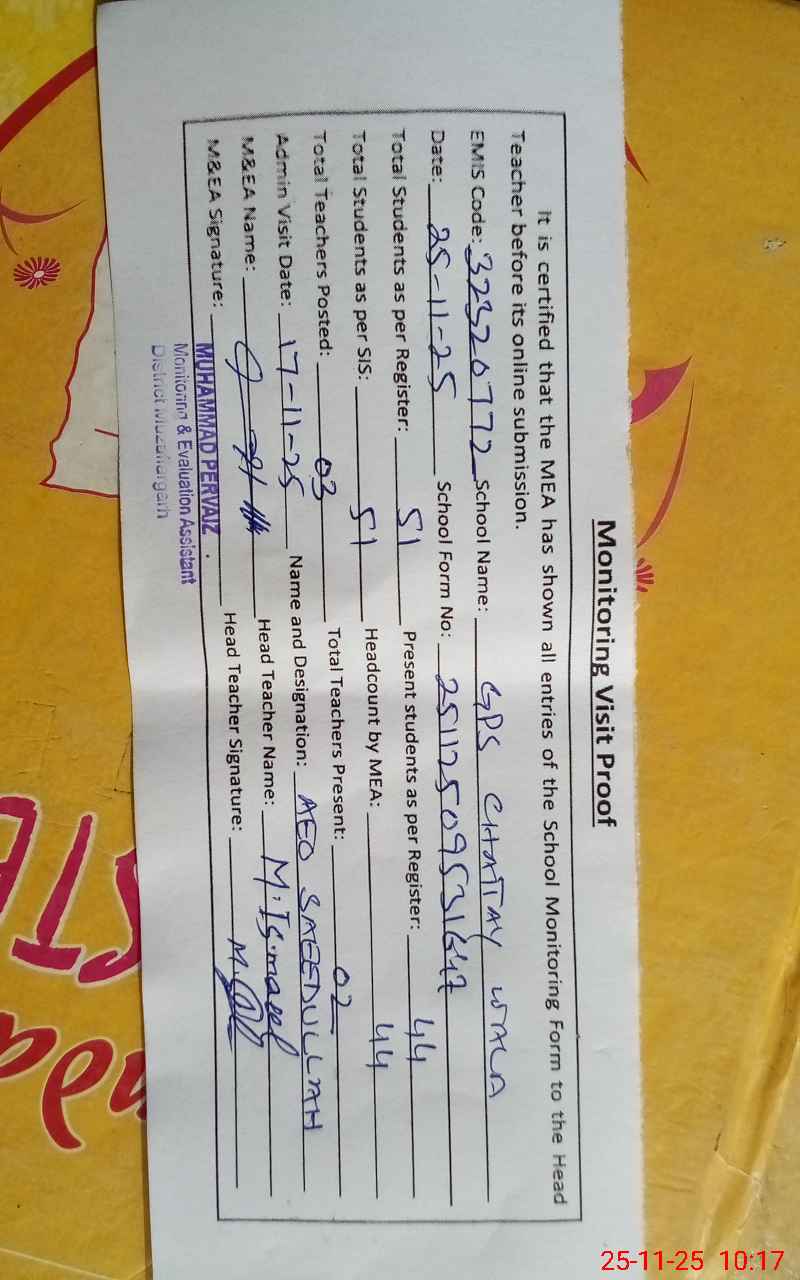 Monitoring Visit Proof
It is certified that the MEA has shown all entries of the School Monitoring Form to the Head
Teacher before its online submission.
EMIS Code: 32320772 School Name: GPS CHATTAY WALA
Date: 25-11-25 School Form No:
Total Students as per Register: 51 Present students as per Register: 44
Total Students as per SIS: 51 Headcount by MEA: 44
Total Teachers Posted: 03 Total Teachers Present: 02
Admin Visit Date: 17-11-25 Name and Designation: AEO SAEEDULLAH
M&EA Name: Head Teacher Name: M. Ismaeel
M&EA Signature: Head Teacher Signature:
MUHAMMAD PERVAIZ
Monitoring & Evaluation Assistant
District Muzaffargarh
25-11-25 10:17